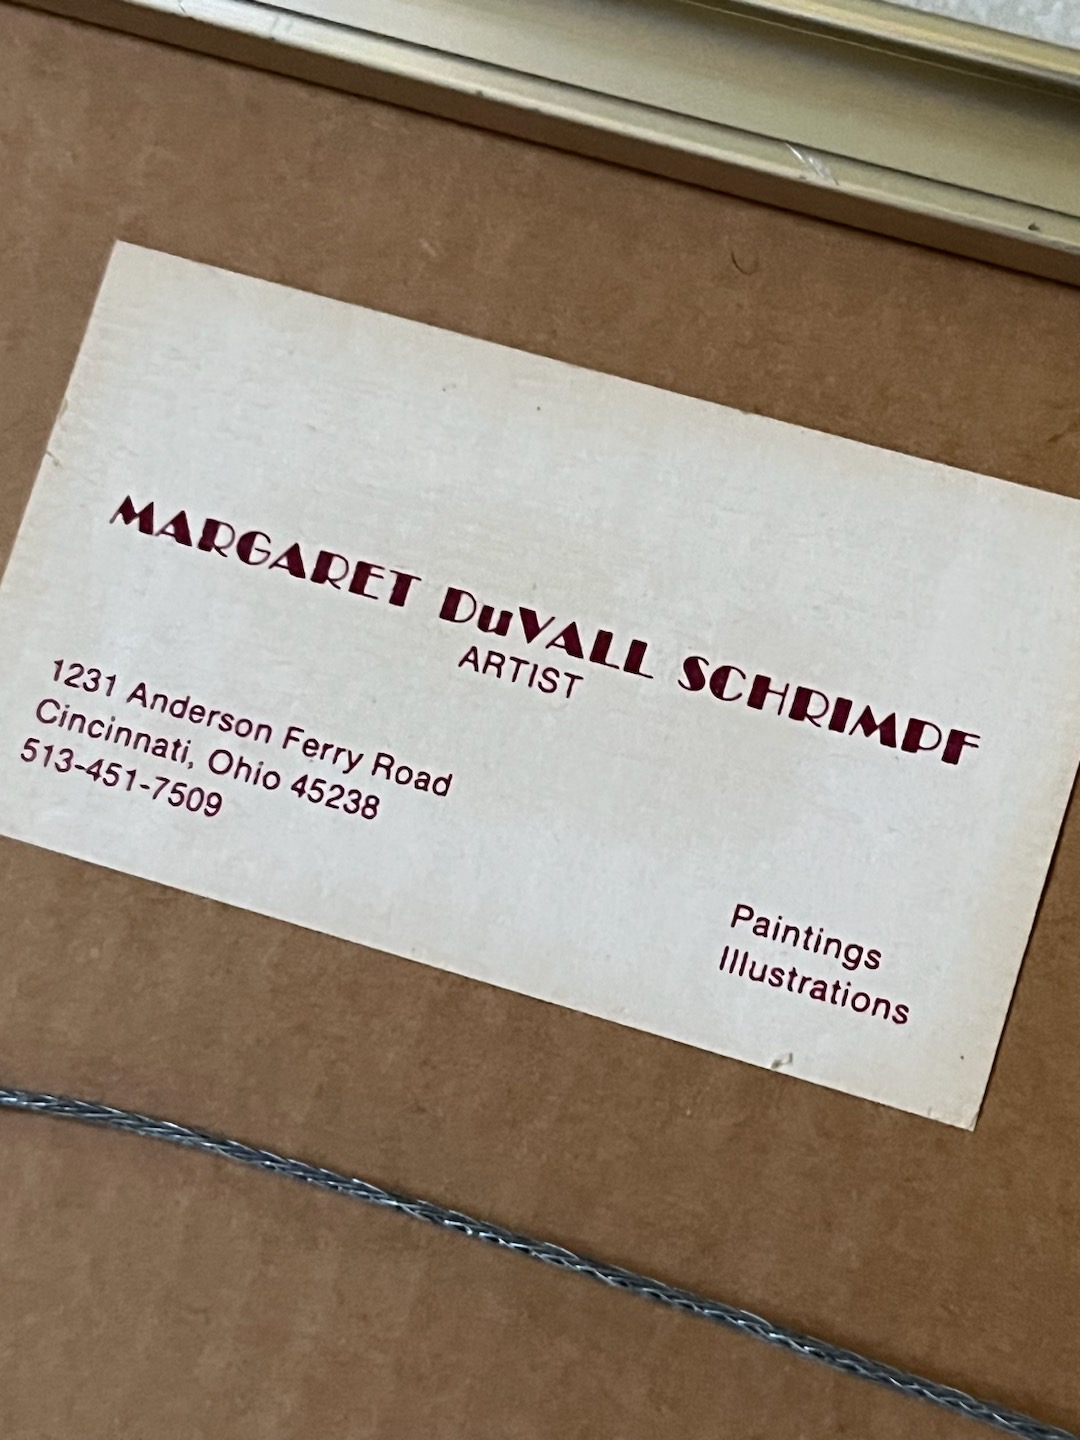 MARGARET DuVALL SCHRIMPF
ARTIST
1231 Anderson Ferry Road
Cincinnati, Ohio 45238
513-451-7509
Paintings
Illustrations